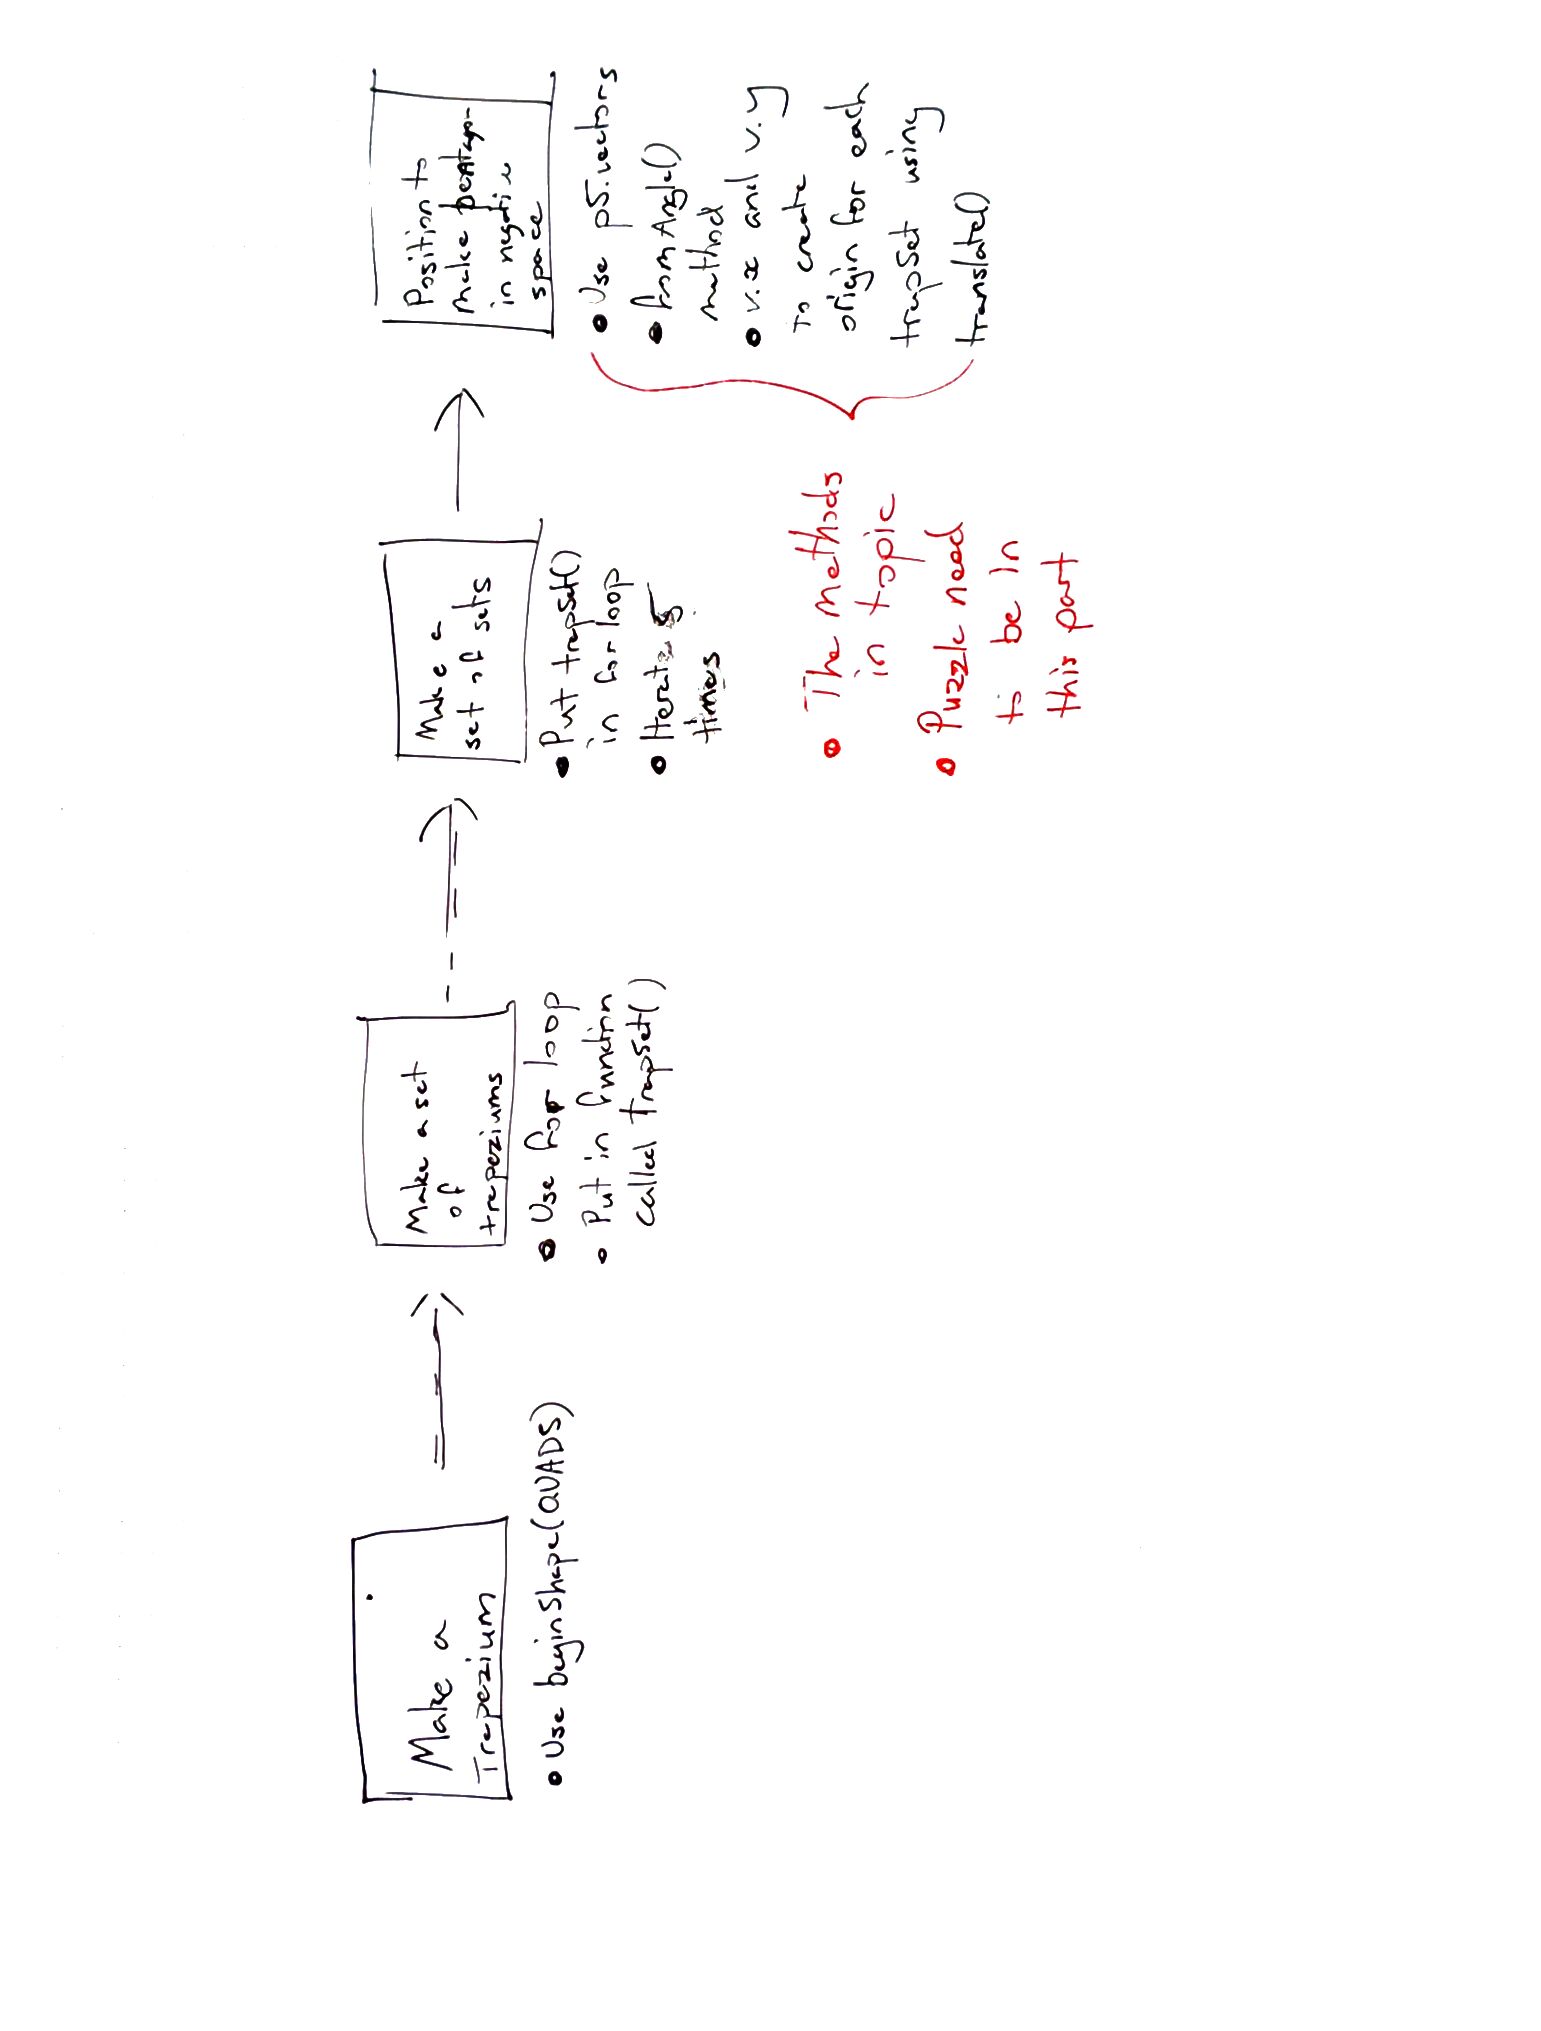 Make a
Trapezium
• Use beginShape(QUADS)
Make a set
of
trapeziums
• Use for loop
• Put in function
called trapSet()
Make a
set of sets
• Put trapSet()
in for loop
• Iterate 5
times
Position to
make pentagon
in negative
space
• Use p5.vectors
• fromAngle()
method
• v.x and v.y
to create
origin for each
trapSet using
translate()
• The methods
in topic
• Puzzle need
to be in
this part